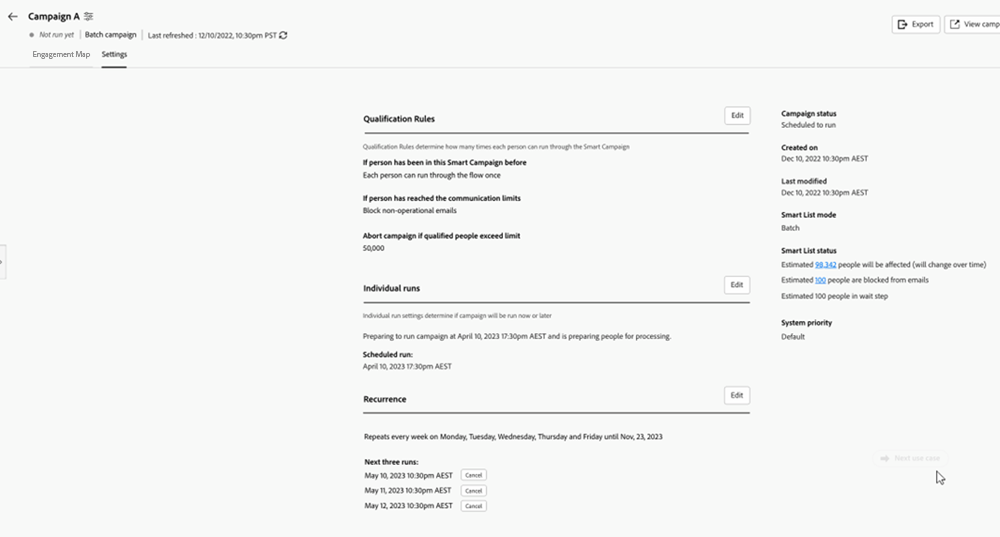 Campaign A
Not run yet | Batch campaign | Last refreshed : 12/10/2022, 10:30pm PST
Export
View camp
Engagement Map
Settings
Qualification Rules
Edit
Qualification Rules determine how many times each person can run through the Smart Campaign
If person has been in this Smart Campaign before
Each person can run through the flow once
If person has reached the communication limits
Block non-operational emails
Abort campaign if qualified people exceed limit
50,000
Individual runs
Edit
Individual run settings determine if campaign will be run now or later
Preparing to run campaign at April 10, 2023 17:30pm AEST and is preparing people for processing.
Scheduled run:
April 10, 2023 17:30pm AEST
Recurrence
Edit
Repeats every week on Monday, Tuesday, Wednesday, Thursday and Friday until Nov, 23, 2023
Next three runs:
May 10, 2023 10:30pm AEST Cancel
May 11, 2023 10:30pm AEST Cancel
May 12, 2023 10:30pm AEST Cancel
Campaign status
Scheduled to run
Created on
Dec 10, 2022 10:30pm AEST
Last modified
Dec 10, 2022 10:30pm AEST
Smart List mode
Batch
Smart List status
Estimated 98,342 people will be affected (will change over time)
Estimated 100 people are blocked from emails
Estimated 100 people in wait step
System priority
Default
Next use case